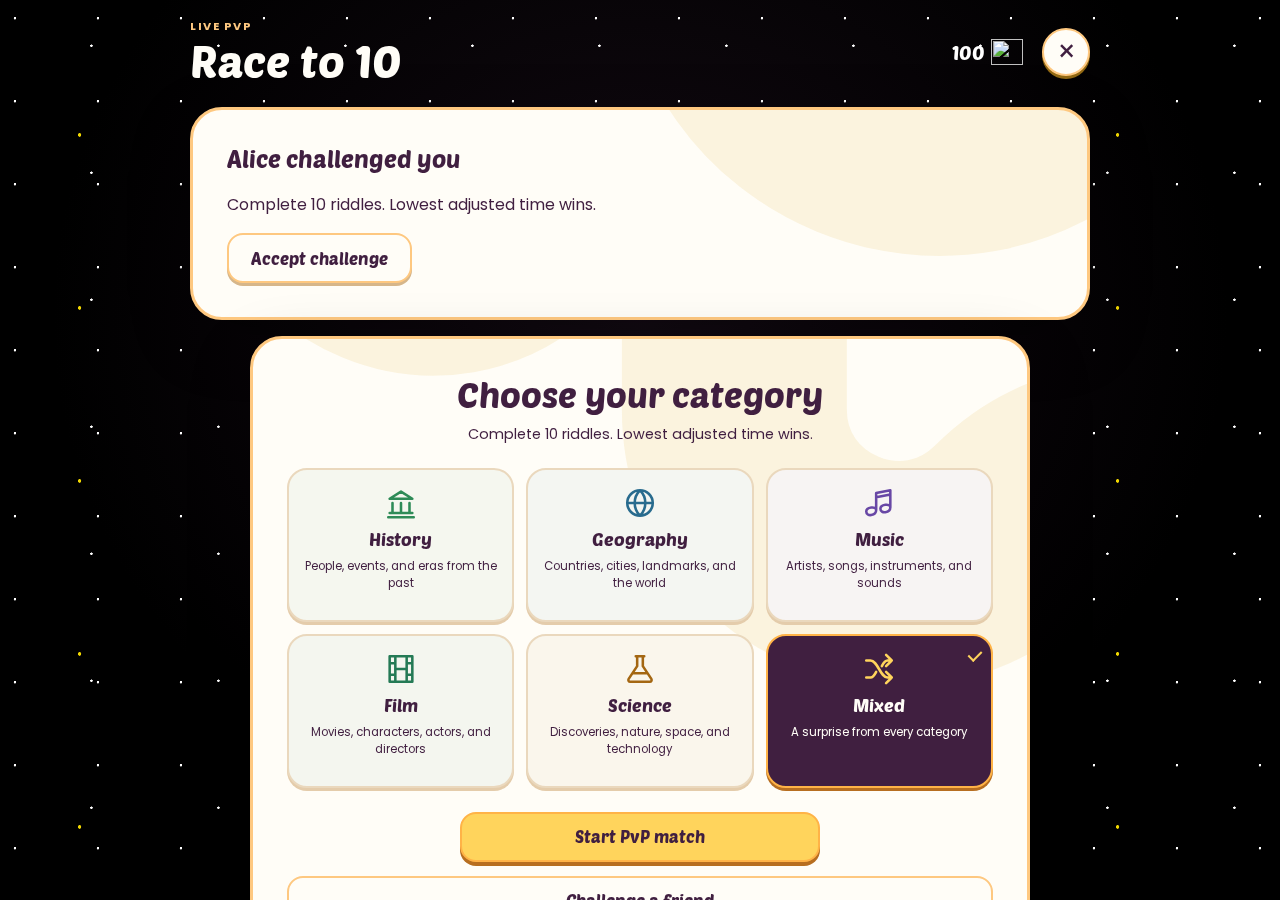 LIVE PVP
Race to 10
100
×
Alice challenged you
Complete 10 riddles. Lowest adjusted time wins.
Accept challenge
Choose your category
Complete 10 riddles. Lowest adjusted time wins.
History
People, events, and eras from the
past
Geography
Countries, cities, landmarks, and
the world
Music
Artists, songs, instruments, and
sounds
Film
Movies, characters, actors, and
directors
Science
Discoveries, nature, space, and
technology
Mixed
A surprise from every category
Start PvP match
Challenge a friend